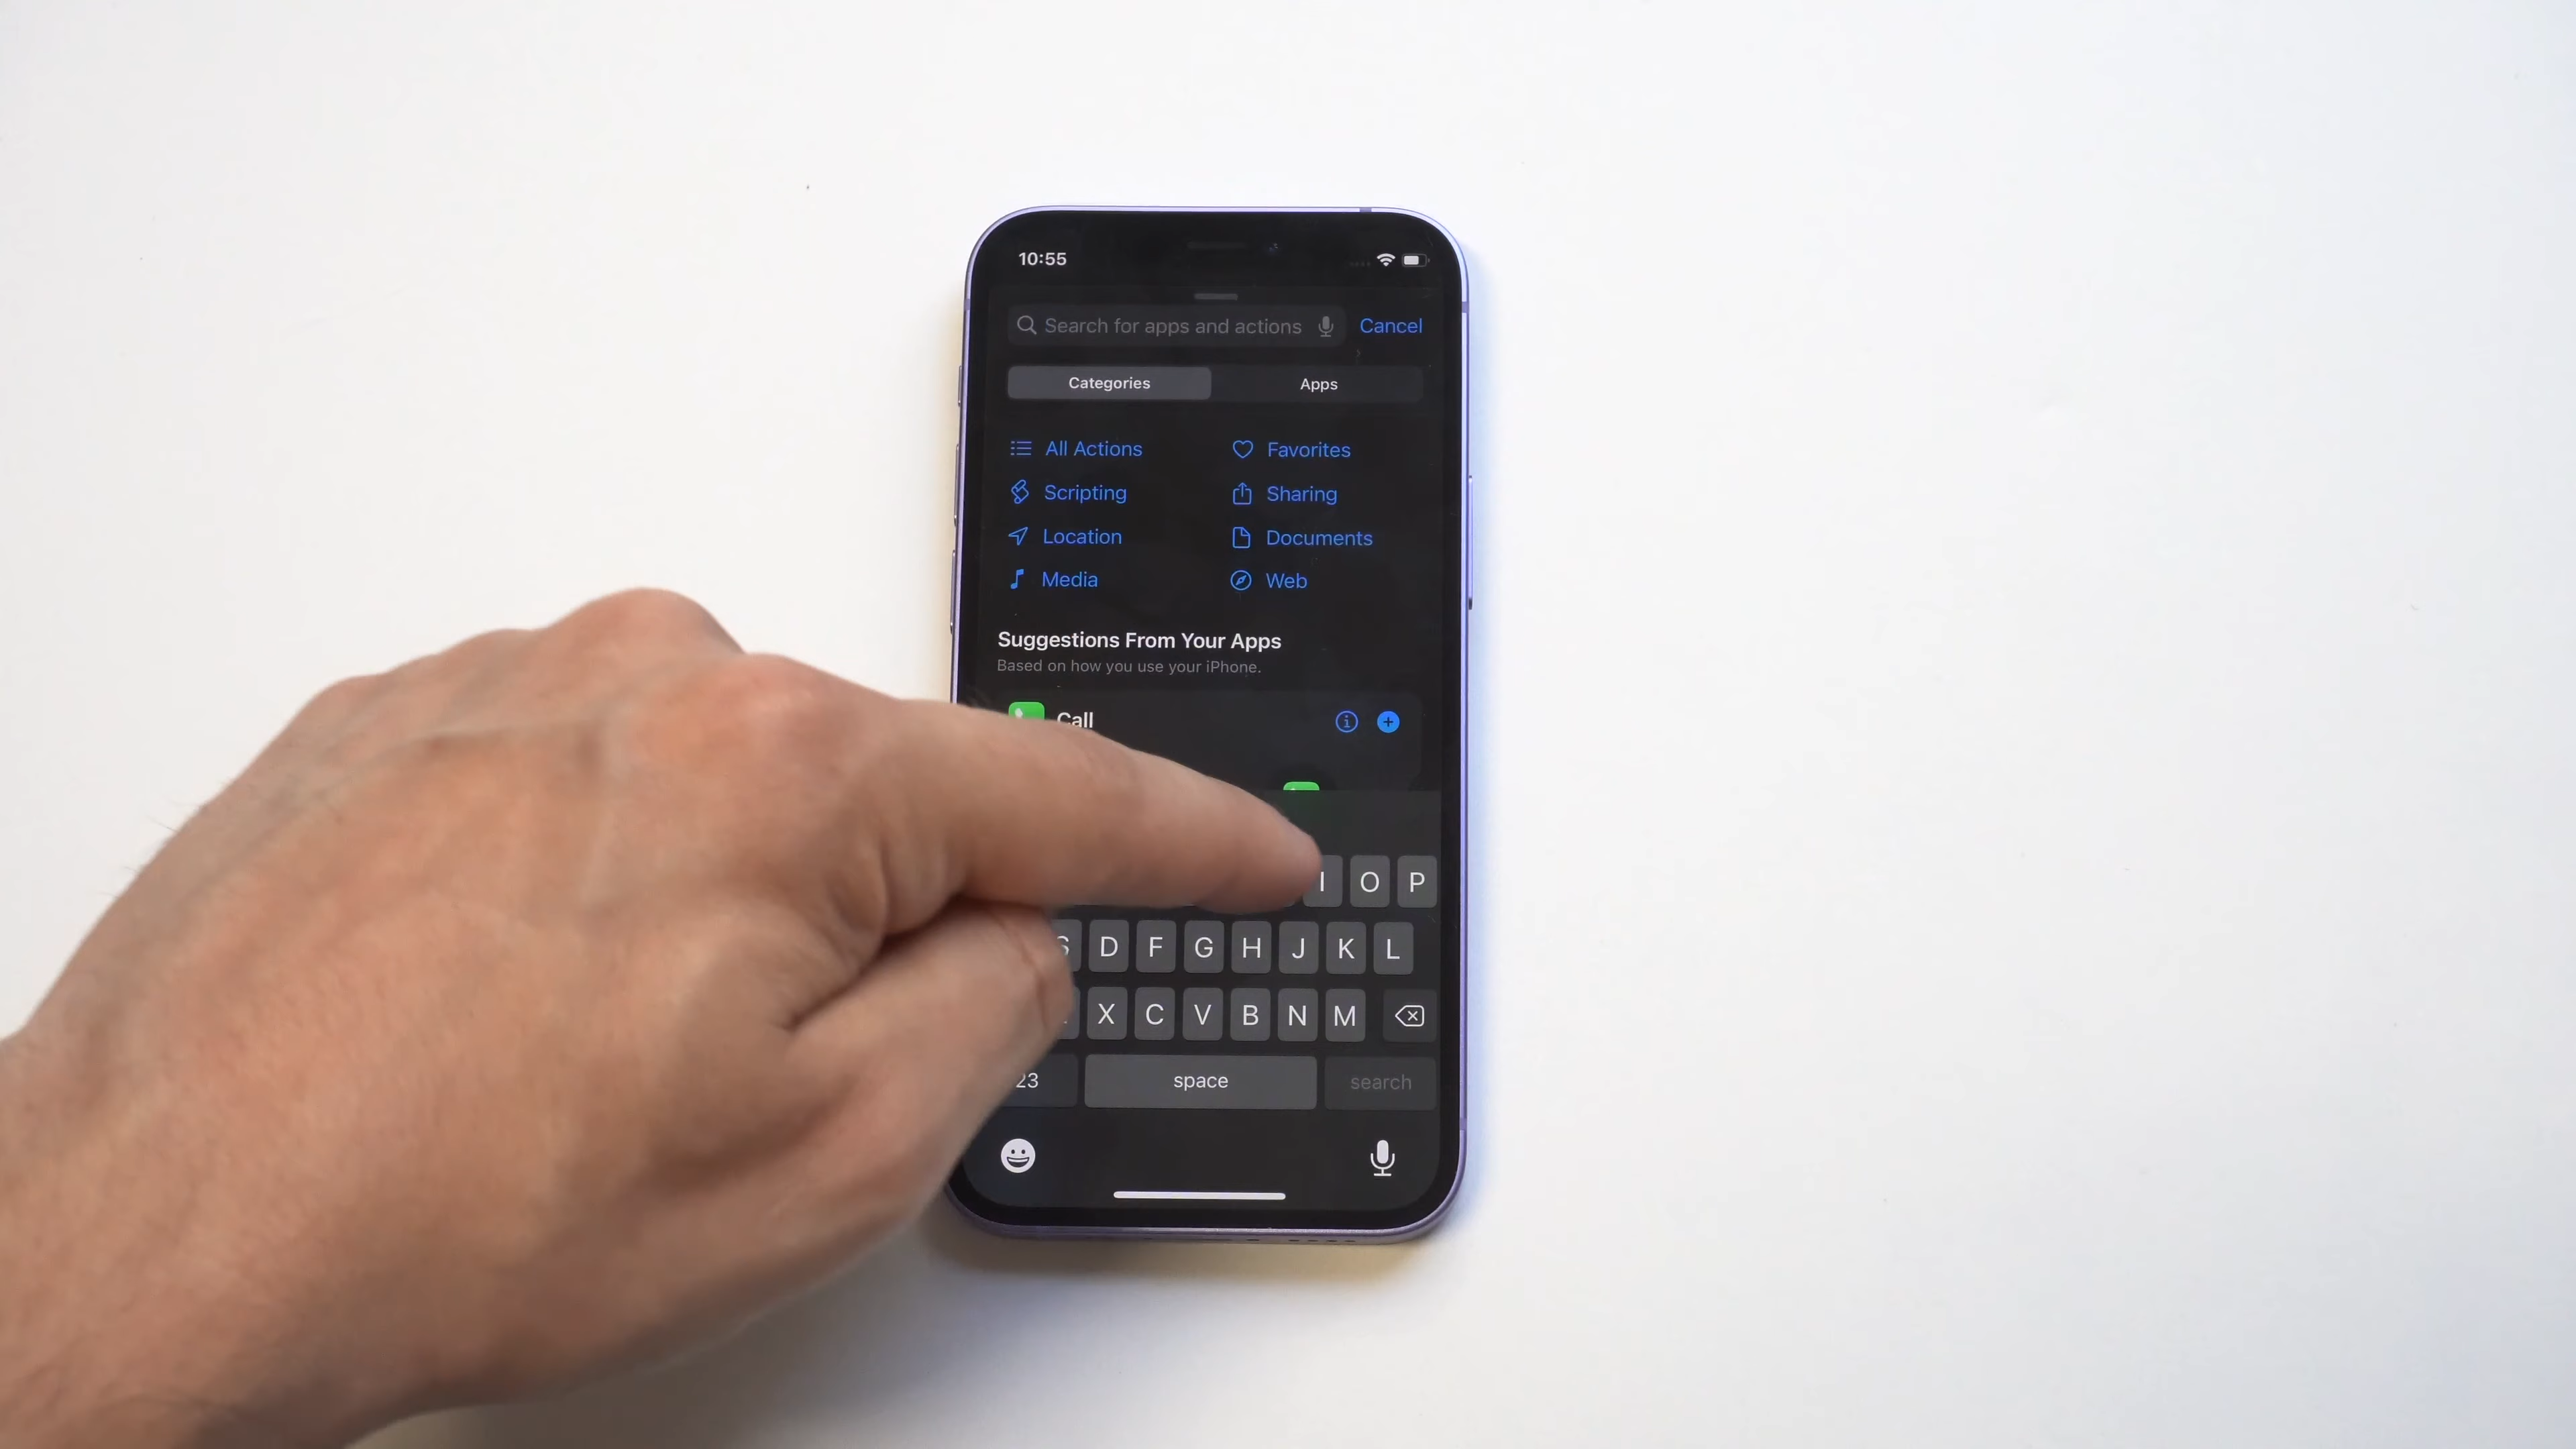 10:55
Search for apps and actions Cancel
Categories Apps
All Actions Favorites
Scripting Sharing
Location Documents
Media Web
Suggestions From Your Apps
Based on how you use your iPhone.
Call
I O P
S D F G H J K L
X C V B N M
23 space search